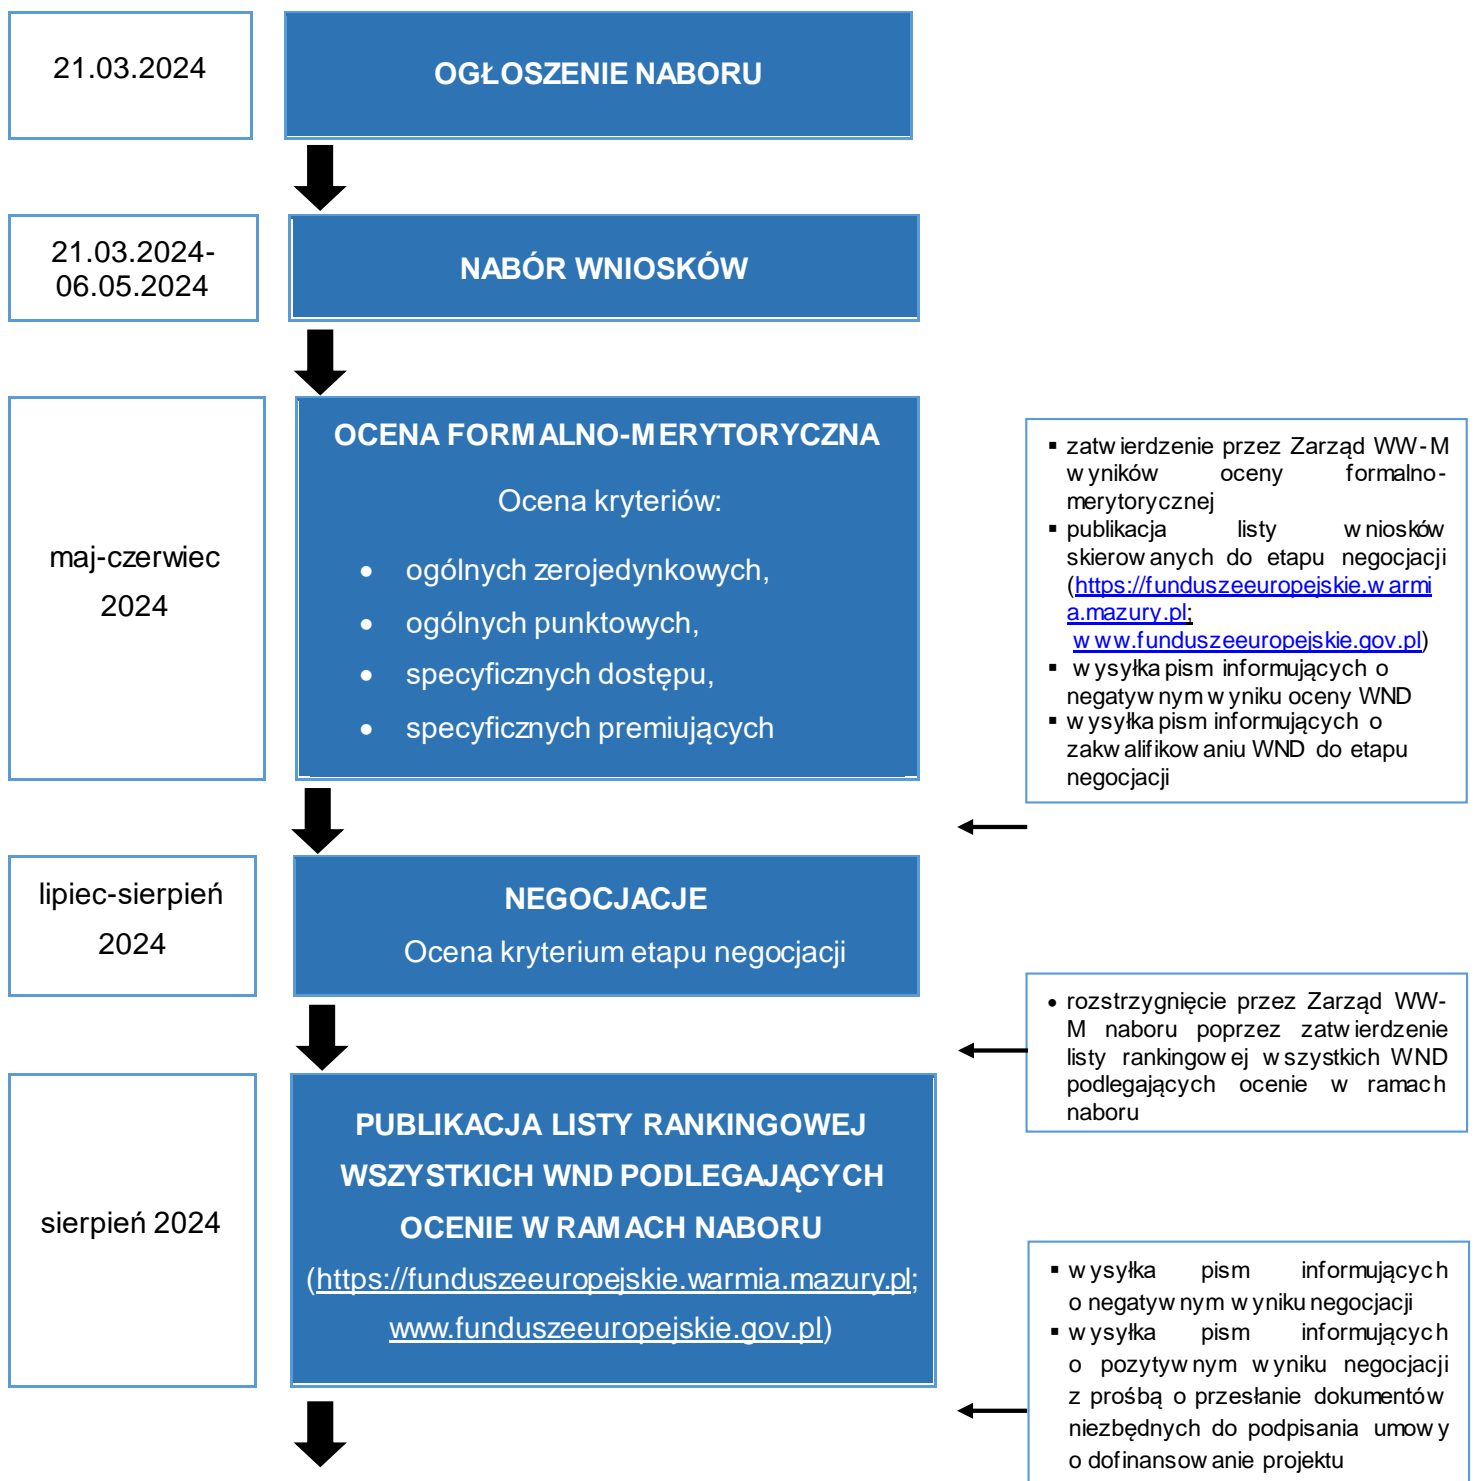 21.03.2024
OGŁOSZENIE NABORU
21.03.2024-
06.05.2024
NABÓR WNIOSKÓW
maj-czerwiec
2024
OCENA FORMALNO-MERYTORYCZNA
Ocena kryteriów:
• ogólnych zerojedynkowych,
• ogólnych punktowych,
• specyficznych dostępu,
• specyficznych premiujących
▪ zatwierdzenie przez Zarząd WW-M
wyników oceny formalno-
merytorycznej
▪ publikacja listy wniosków
skierowanych do etapu negocjacji
(https://funduszeeuropejskie.warmi
a.mazury.pl;
www.funduszeeuropejskie.gov.pl)
▪ wysyłka pism informujących o
negatywnym wyniku oceny WND
▪ wysyłka pism informujących o
zakwalifikowaniu WND do etapu
negocjacji
lipiec-sierpień
2024
NEGOCJACJE
Ocena kryterium etapu negocjacji
• rozstrzygnięcie przez Zarząd WW-
M naboru poprzez zatwierdzenie
listy rankingowej wszystkich WND
podlegających ocenie w ramach
naboru
sierpień 2024
PUBLIKACJA LISTY RANKINGOWEJ
WSZYSTKICH WND PODLEGAJĄCYCH
OCENIE W RAMACH NABORU
(https://funduszeeuropejskie.warmia.mazury.pl;
www.funduszeeuropejskie.gov.pl)
▪ wysyłka pism informujących
o negatywnym wyniku negocjacji
▪ wysyłka pism informujących
o pozytywnym wyniku negocjacji
z prośbą o przesłanie dokumentów
niezbędnych do podpisania umowy
o dofinansowanie projektu